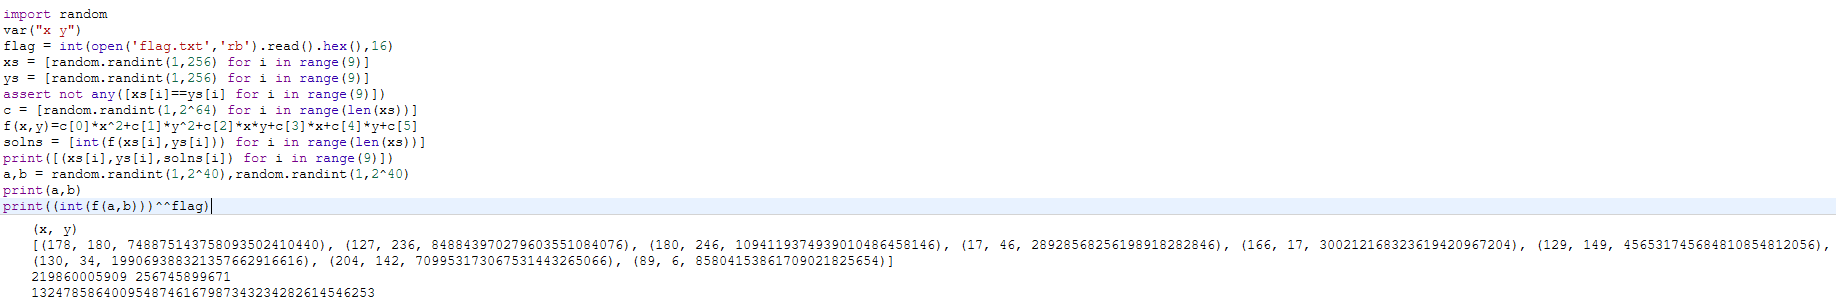 import random
var("x y")
flag = int(open('flag.txt','rb').read().hex(),16)
xs = [random.randint(1,256) for i in range(9)]
ys = [random.randint(1,256) for i in range(9)]
assert not any([xs[i]==ys[i] for i in range(9)])
c = [random.randint(1,2^64) for i in range(len(xs))]
f(x,y)=c[0]*x^2+c[1]*y^2+c[2]*x*y+c[3]*x+c[4]*y+c[5]
solns = [int(f(xs[i],ys[i])) for i in range(len(xs))]
print([(xs[i],ys[i],solns[i]) for i in range(9)])
a,b = random.randint(1,2^40),random.randint(1,2^40)
print(a,b)
print((int(f(a,b)))^^flag)
(x, y)
[(178, 180, 748875143758093502410440), (127, 236, 848843970279603551084076), (180, 246, 1094119374939010486458146), (17, 46, 28928568256198918282846), (166, 17, 300212168323619420967204), (129, 149, 456531745684810854812056),
(130, 34, 199069388321357662916616), (204, 142, 709953173067531443265066), (89, 6, 85804153861709021825654)]
219860005909 256745899671
1324785864009548746167987343234282614546253